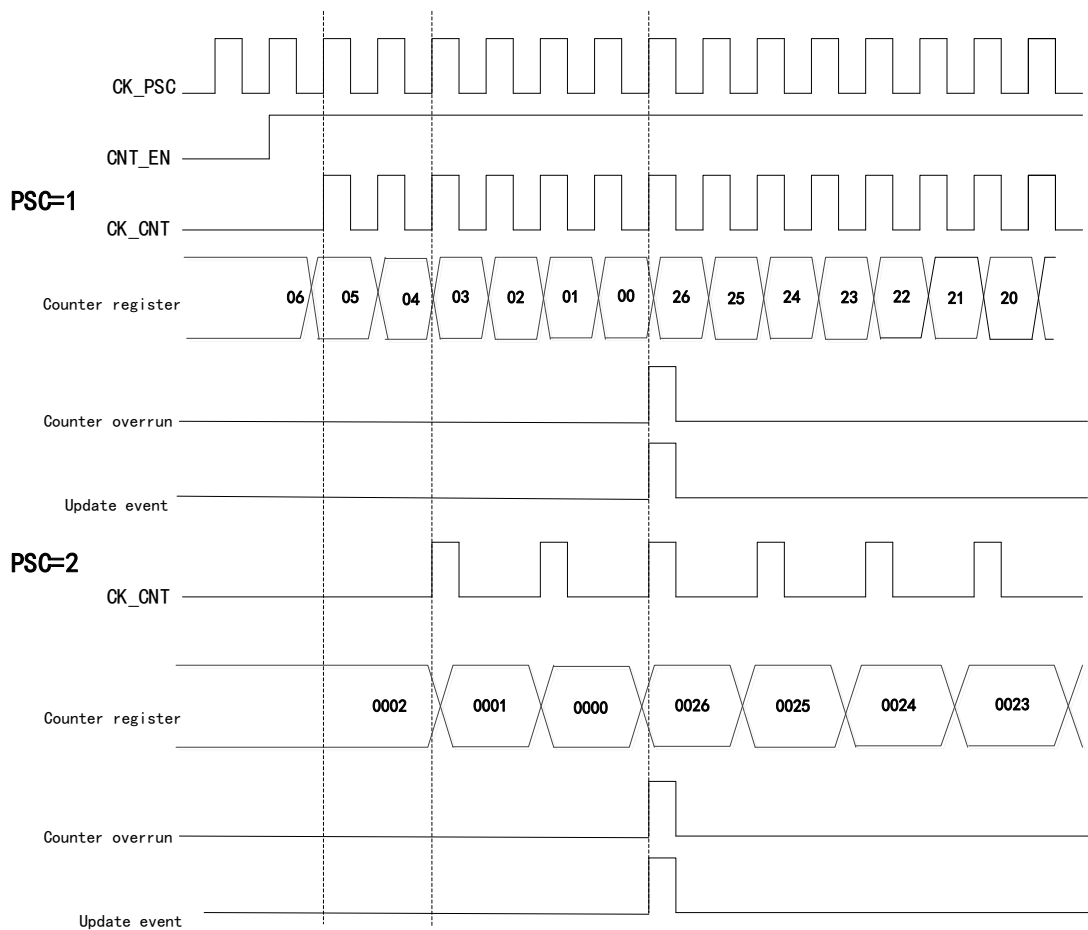 CK_PSC
CNT_EN
PSC=1
CK_CNT
Counter register 06 05 04 03 02 01 00 26 25 24 23 22 21 20
Counter overrun
Update event
PSC=2
CK_CNT
Counter register 0002 0001 0000 0026 0025 0024 0023
Counter overrun
Update event